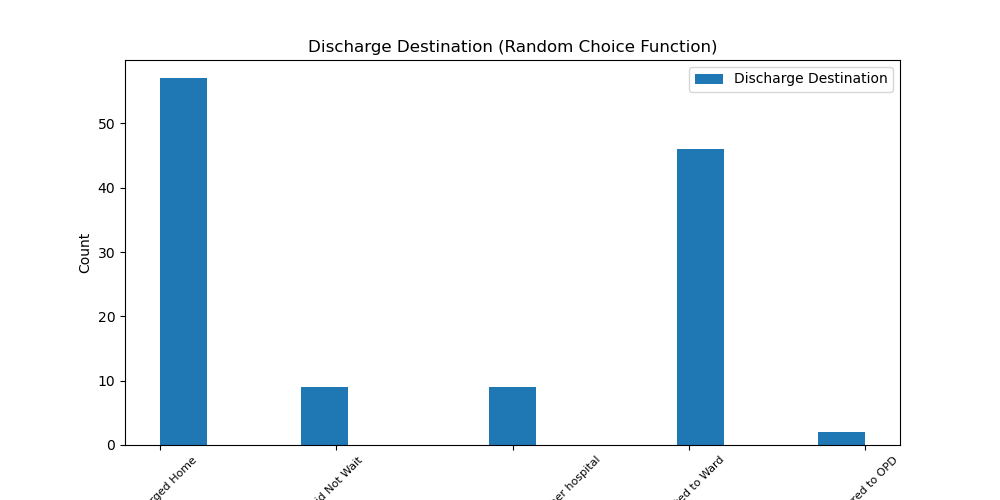 Discharge Destination (Random Choice Function)
Discharge Destination
Count
50
40
30
20
10
0
rged Home
id Not Wait
er hospital
ed to Ward
red to OPD